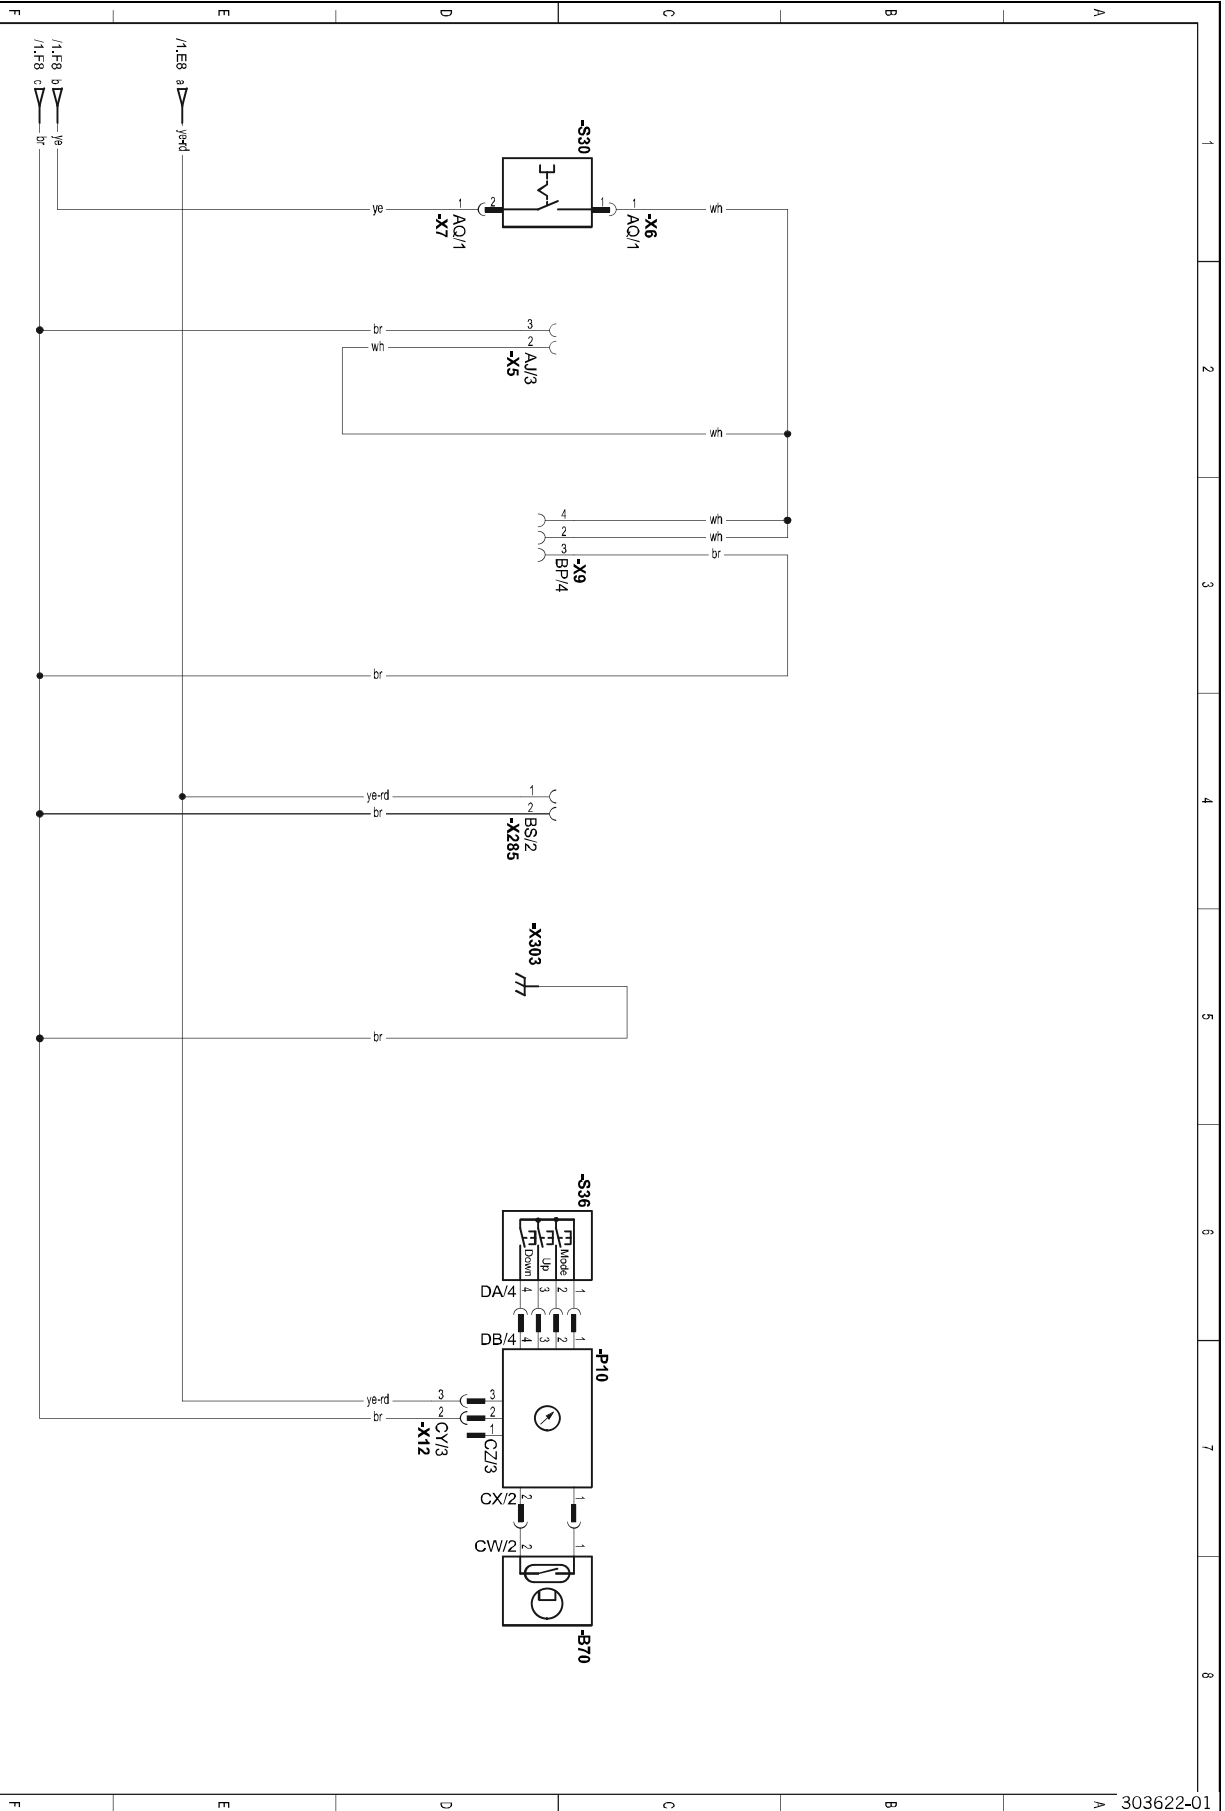 F E D C B A
1
2
3
4
5
6
7
8
/1.F8 c
/1.F8 b
/1.E8 a
br
ye
ye-rd
-S30
ye
1
AQ/1
-X7
2
1
1
AQ/1
-X6
wh
br
wh
3
2
AJ/3
-X5
wh
4
2
3
BP/4
-X9
wh
wh
br
br
ye-rd
br
1
2
BS/2
-X285
-X303
br
-S36
Down
Up
Mode
DA/4
4
3
2
1
DB/4
4
3
2
1
-P10
ye-rd
br
3
2
CY/3
-X12
3
2
1
CZ/3
CX/2
2
1
CW/2
2
1
-B70
F E D C B A
303622-01